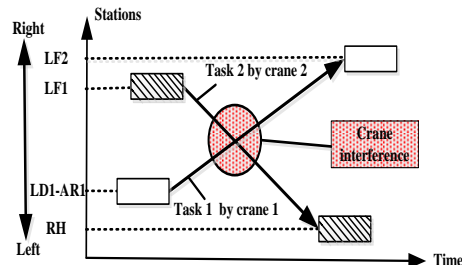 Stations
Right
LF2
Task 2 by crane 2
LF1
Crane
interference
LD1-AR1
Task 1 by crane 1
RH
Left
Time